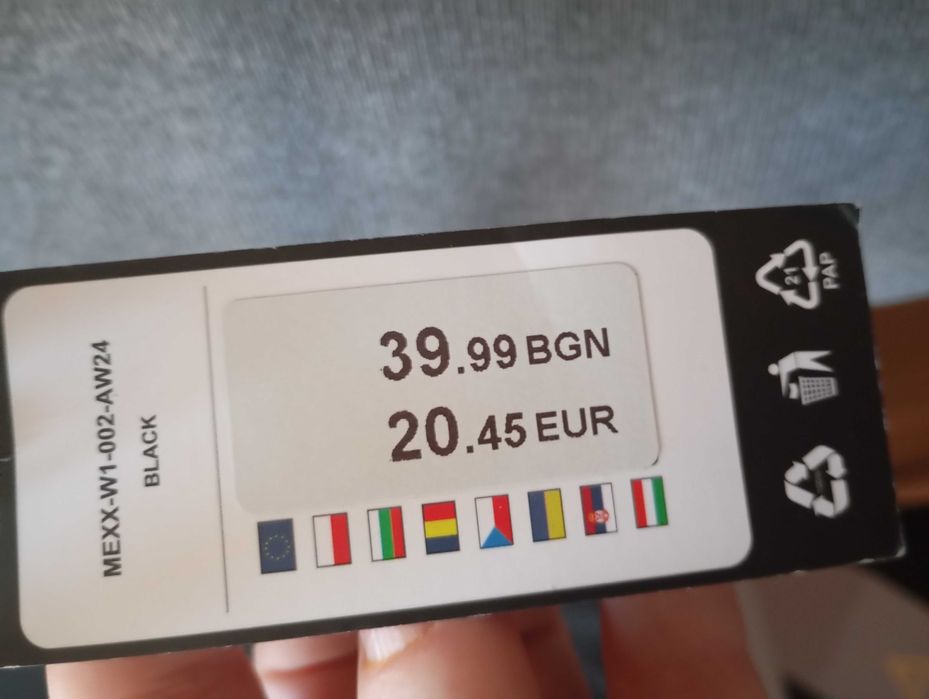 MEXX-W1-002-AW24
BLACK
39.99 BGN
20.45 EUR
21
PAP